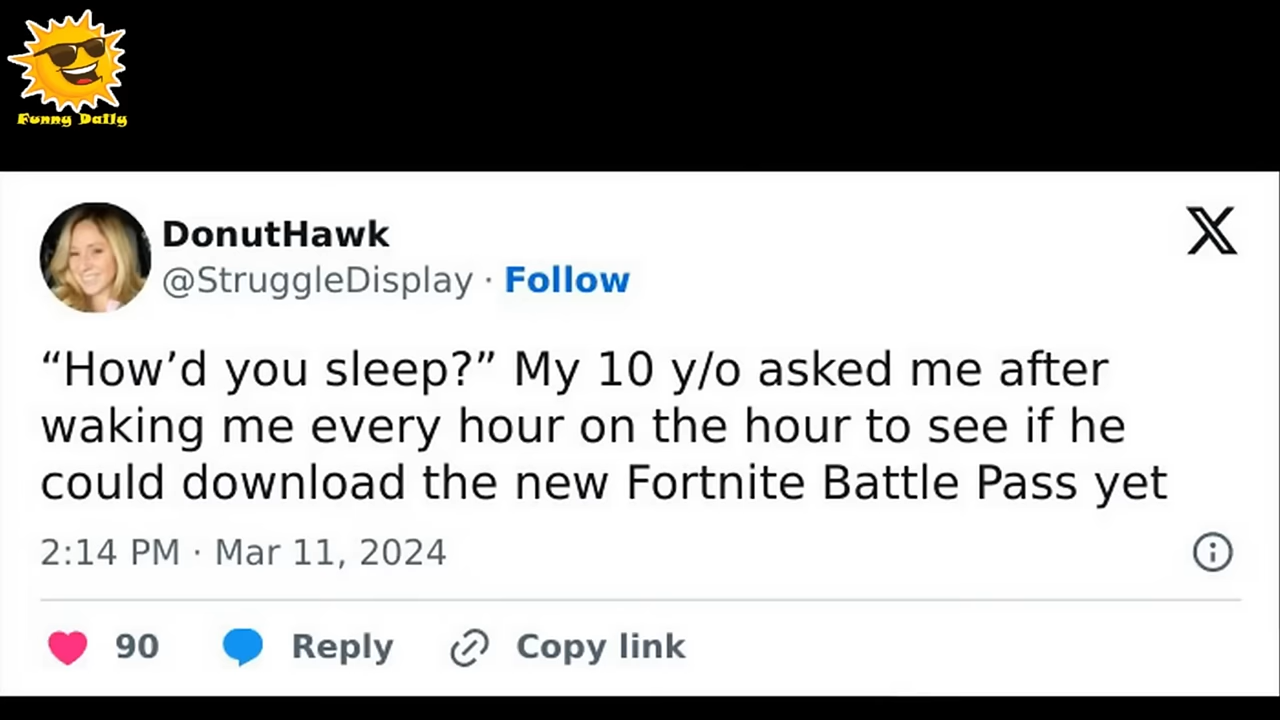 Funny Daily
DonutHawk
X
@StruggleDisplay · Follow
“How’d you sleep?” My 10 y/o asked me after
waking me every hour on the hour to see if he
could download the new Fortnite Battle Pass yet
2:14 PM · Mar 11, 2024
90 Reply Copy link